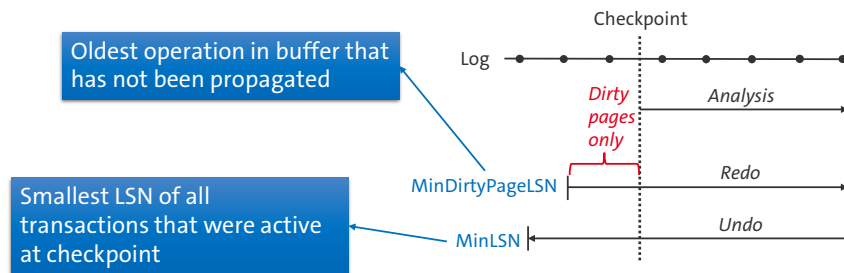 Checkpoint
Oldest operation in buffer that
has not been propagated
Log
Dirty
pages
only
Analysis
MinDirtyPageLSN
Redo
Smallest LSN of all
transactions that were active
at checkpoint
MinLSN
Undo